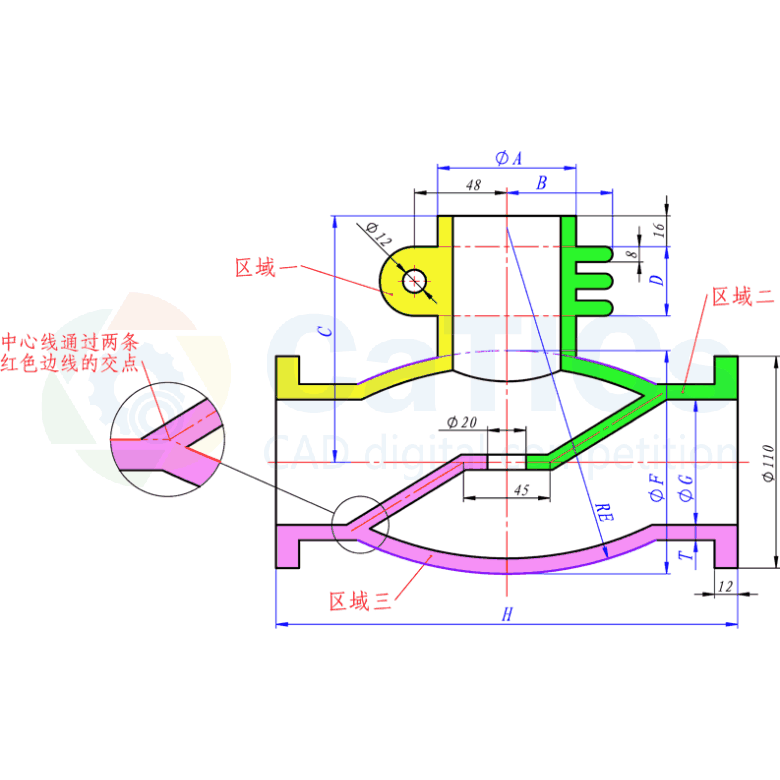 ΦA
48
B
Φ12
16
8
D
区域一
区域二
C
中心线通过两条
红色边线的交点
CaTICs
CAD digital competition
Φ20
45
ΦF
ΦG
Φ110
RE
T
区域三
12
H